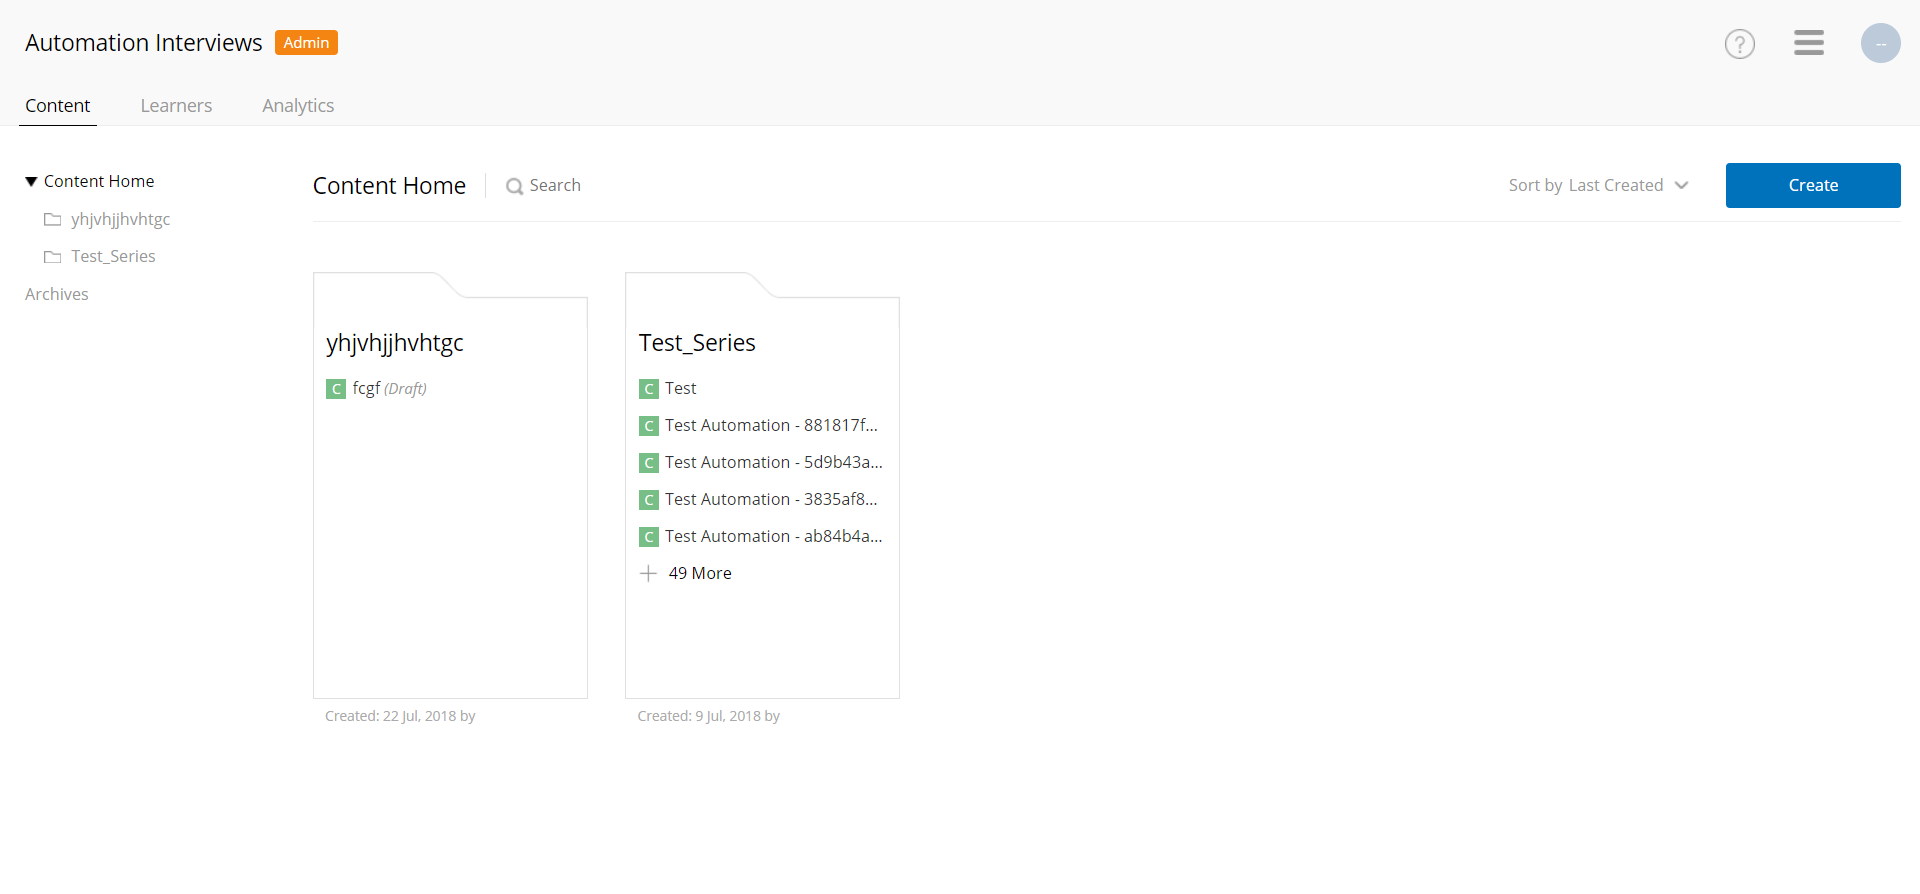 Automation Interviews Admin
?
--
Content Learners Analytics
Content Home
yhjvhjjhvhtgc
Test_Series
Archives
Content Home
Search
Sort by Last Created
Create
yhjvhjjhvhtgc
C fcgf (Draft)
Created: 22 Jul, 2018 by
Test_Series
C Test
C Test Automation - 881817f...
C Test Automation - 5d9b43a...
C Test Automation - 3835af8...
C Test Automation - ab84b4a...
49 More
Created: 9 Jul, 2018 by